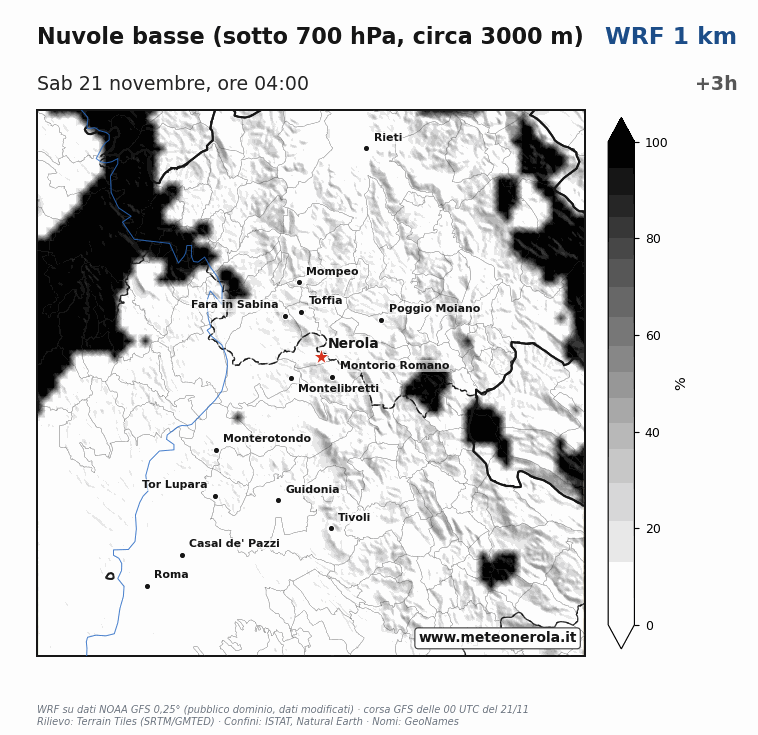 Nuvole basse (sotto 700 hPa, circa 3000 m) WRF 1 km
Sab 21 novembre, ore 04:00 +3h
Rieti
Mompeo
Toffia
Fara in Sabina
Poggio Moiano
Nerola
Montorio Romano
Montelibretti
Monterotondo
Tor Lupara
Guidonia
Tivoli
Casal de' Pazzi
Roma
www.meteonerola.it
100
80
60
40
20
0
%
WRF su dati NOAA GFS 0,25° (pubblico dominio, dati modificati) · corsa GFS delle 00 UTC del 21/11
Rilievo: Terrain Tiles (SRTM/GMTED) · Confini: ISTAT, Natural Earth · Nomi: GeoNames